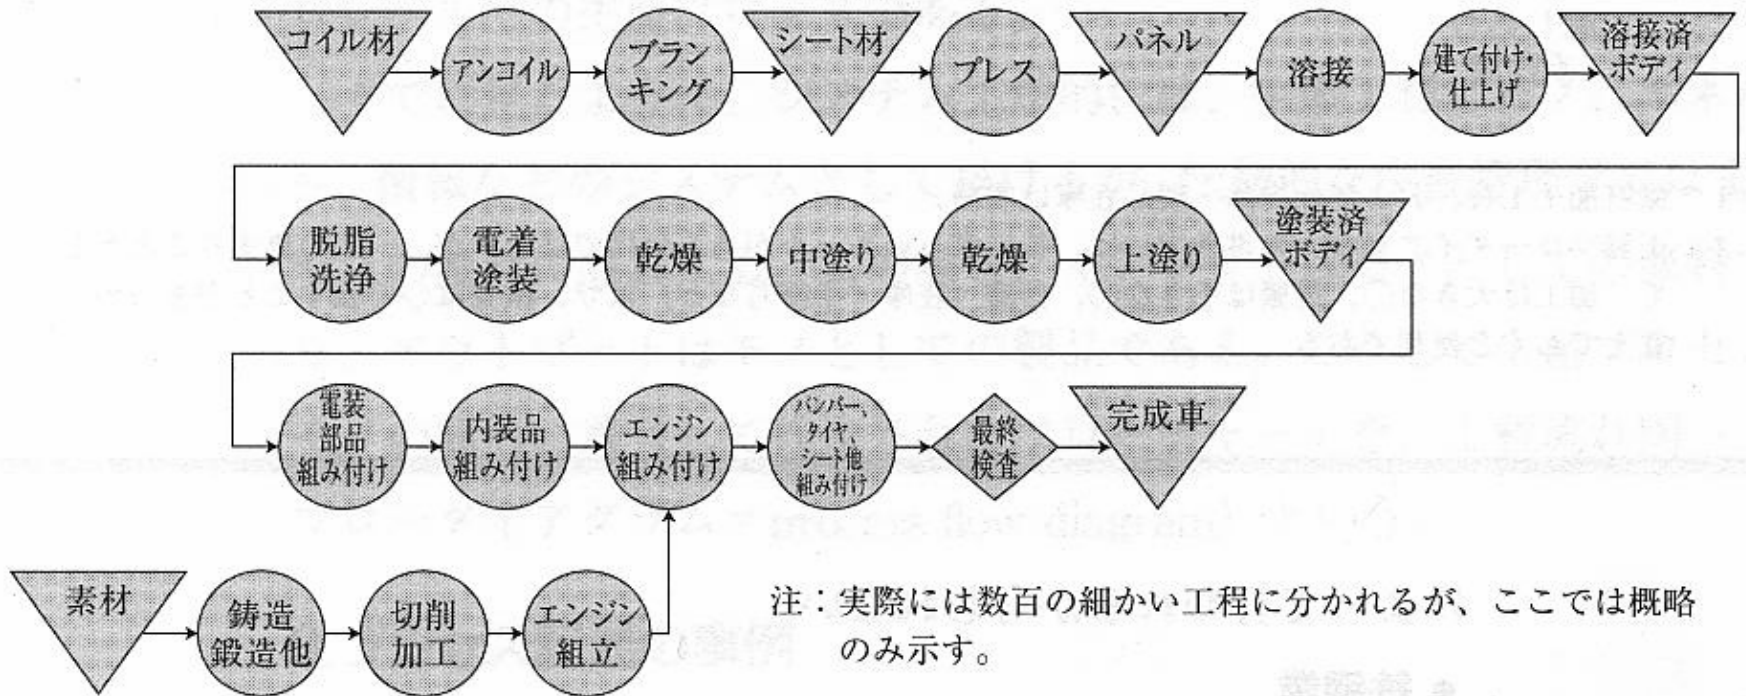 コイル材
アンコイル
ブラン
キング
シート材
プレス
パネル
溶接
建て付け・
仕上げ
溶接済
ボディ
脱脂
洗浄
電着
塗装
乾燥
中塗り
乾燥
上塗り
塗装済
ボディ
電装
部品
組み付け
内装品
組み付け
エンジン
組み付け
バンパー、
タイヤ、
シート他
組み付け
最終
検査
完成車
素材
鋳造
鍛造他
切削
加工
エンジン
組立
注：実際には数百の細かい工程に分かれるが、ここでは概略
のみ示す。